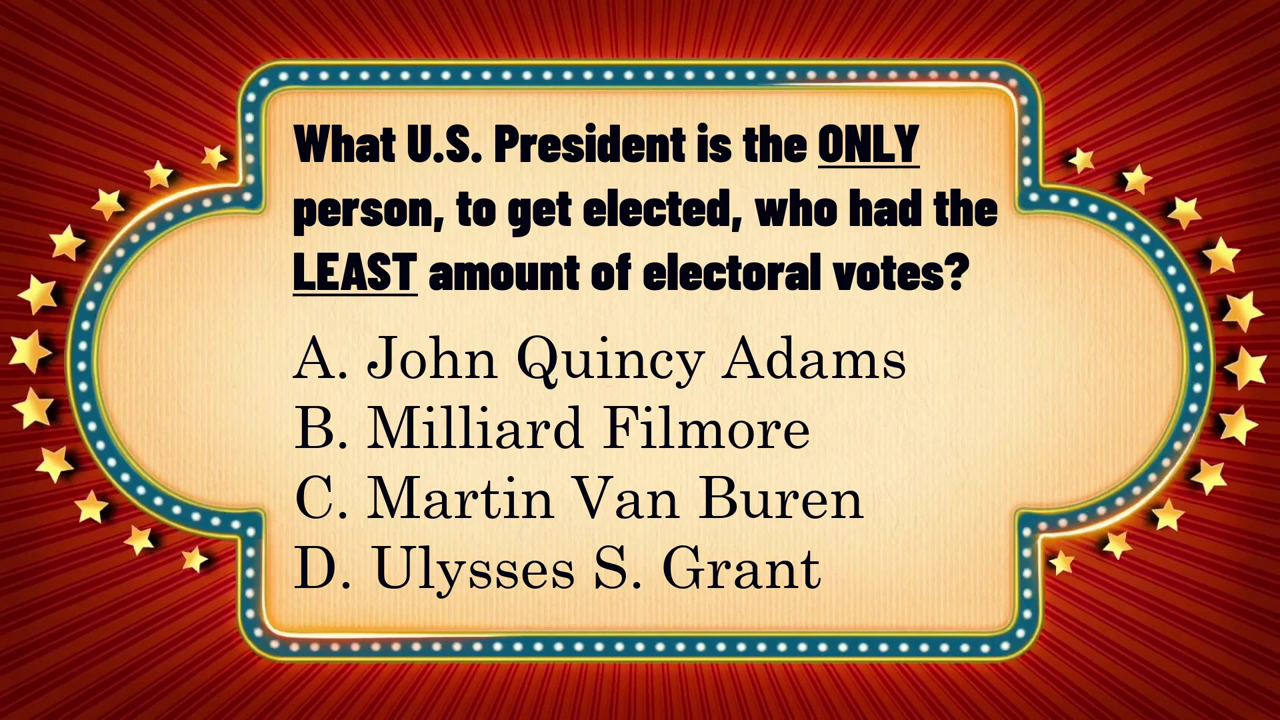 What U.S. President is the ONLY
person, to get elected, who had the
LEAST amount of electoral votes?
A. John Quincy Adams
B. Milliard Filmore
C. Martin Van Buren
D. Ulysses S. Grant